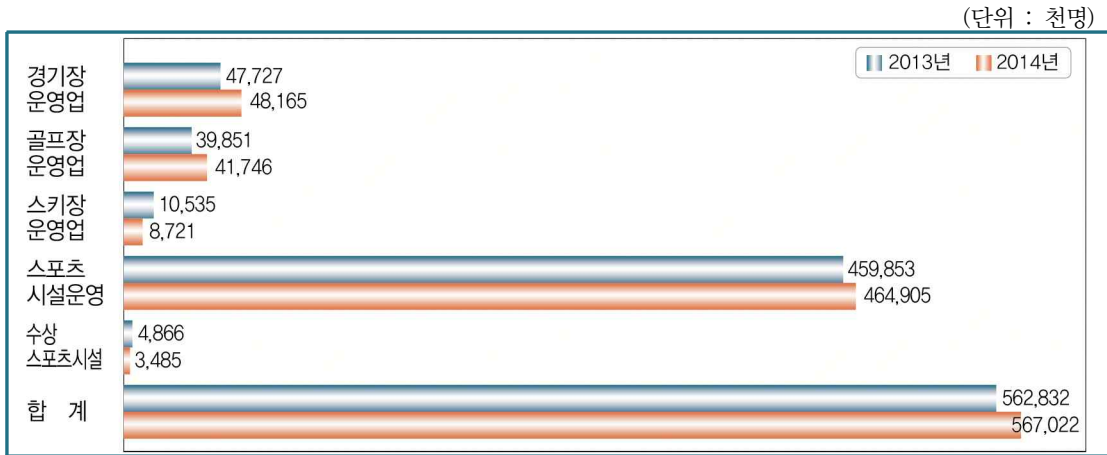 (단위 : 천명)
2013년 2014년
경기장
운영업
47,727
48,165
골프장
운영업
39,851
41,746
스키장
운영업
10,535
8,721
스포츠
시설운영
459,853
464,905
수상
스포츠시설
4,866
3,485
합 계
562,832
567,022